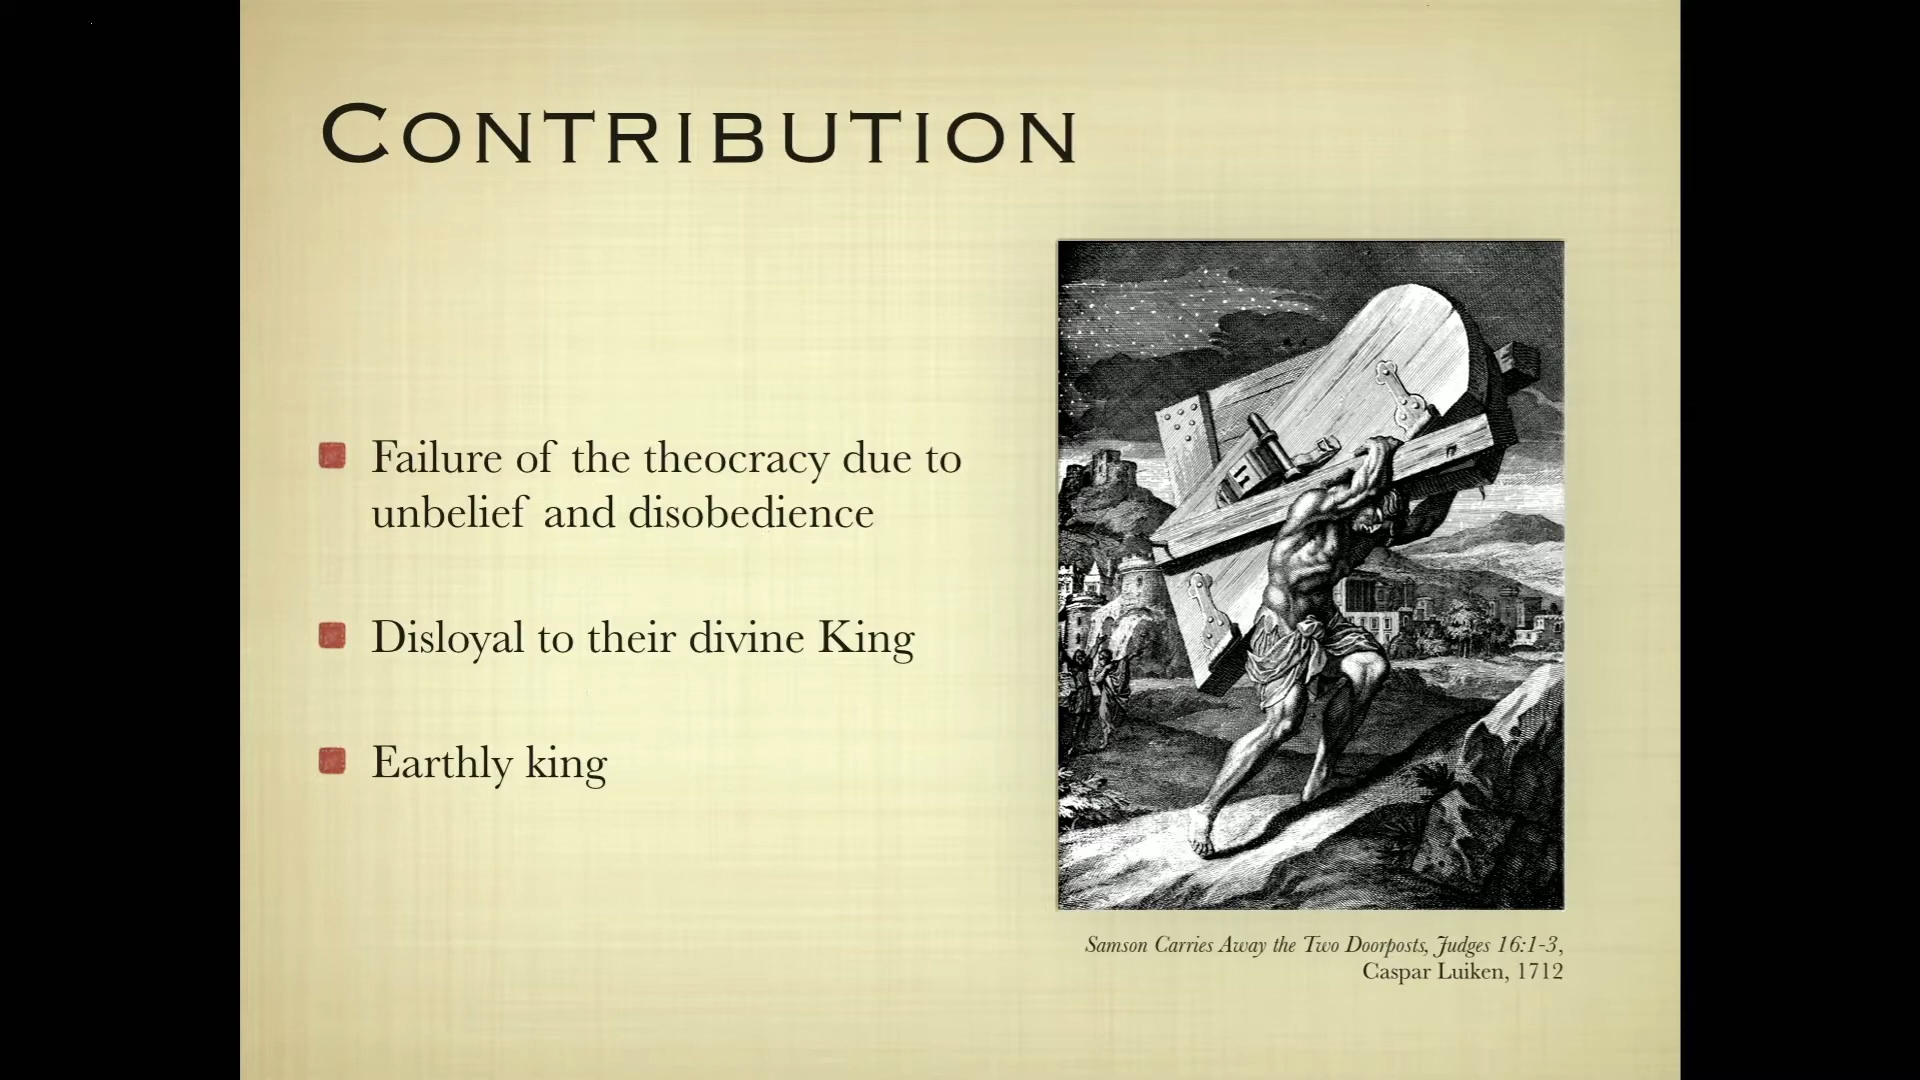 Contribution
Failure of the theocracy due to
unbelief and disobedience
Disloyal to their divine King
Earthly king
Samson Carries Away the Two Doorposts, Judges 16:1-3,
Caspar Luiken, 1712